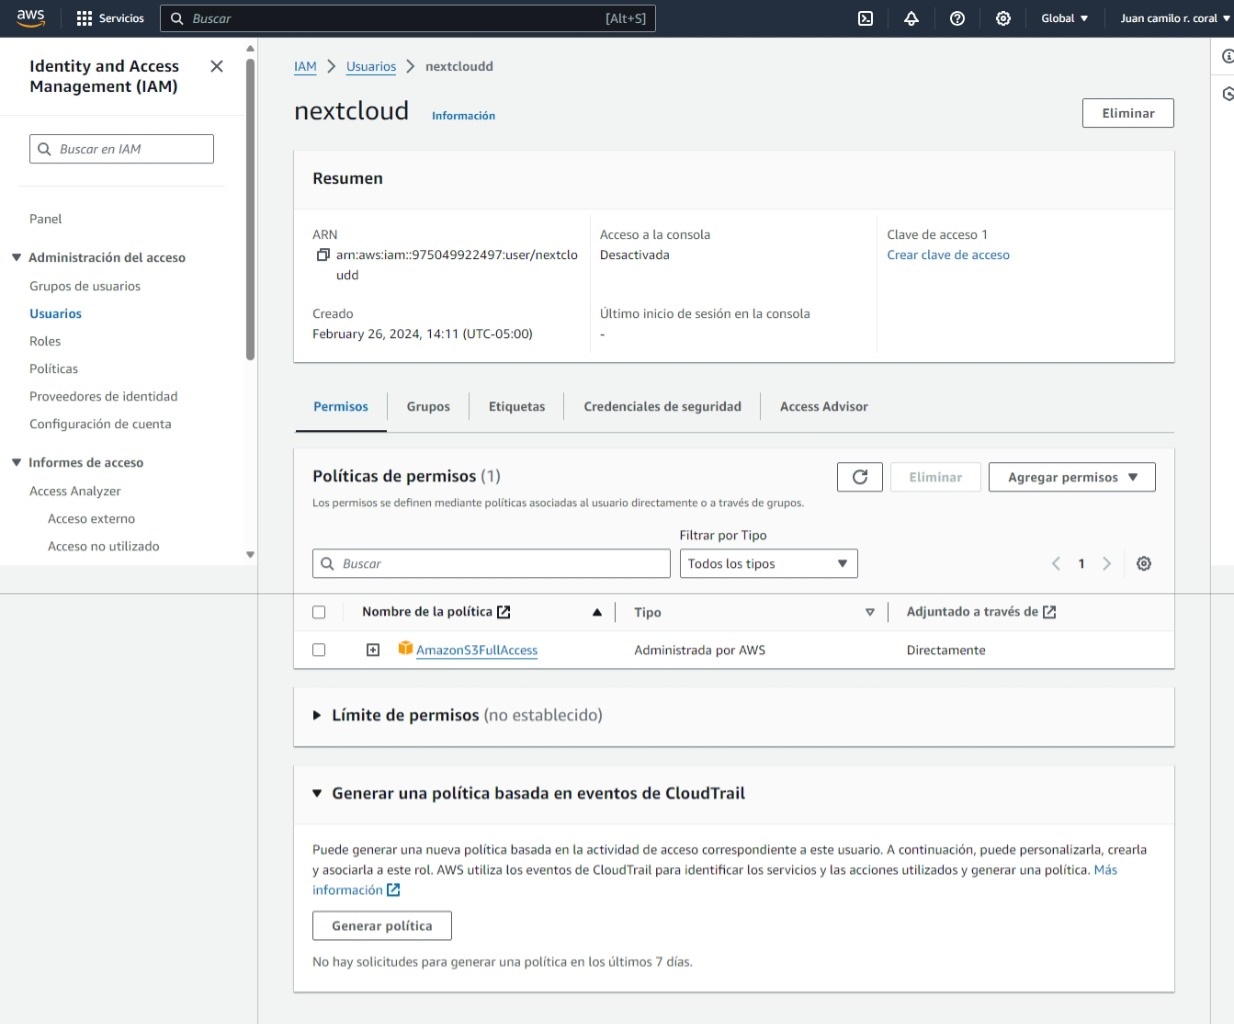 aws
Servicios
Buscar
[Alt+S]
Global
Juan camilo r. coral
Identity and Access
Management (IAM)
Buscar en IAM
Panel
Administración del acceso
Grupos de usuarios
Usuarios
Roles
Políticas
Proveedores de identidad
Configuración de cuenta
Informes de acceso
Access Analyzer
Acceso externo
Acceso no utilizado
IAM
Usuarios
nextcloudd
nextcloud
Información
Eliminar
Resumen
ARN
arn:aws:iam::975049922497:user/nextclo
udd
Acceso a la consola
Desactivada
Clave de acceso 1
Crear clave de acceso
Creado
February 26, 2024, 14:11 (UTC-05:00)
Último inicio de sesión en la consola
-
Permisos
Grupos
Etiquetas
Credenciales de seguridad
Access Advisor
Políticas de permisos (1)
Eliminar
Agregar permisos
Los permisos se definen mediante políticas asociadas al usuario directamente o a través de grupos.
Filtrar por Tipo
Buscar
Todos los tipos
1
Nombre de la política
Tipo
Adjuntado a través de
AmazonS3FullAccess
Administrada por AWS
Directamente
Límite de permisos (no establecido)
Generar una política basada en eventos de CloudTrail
Puede generar una nueva política basada en la actividad de acceso correspondiente a este usuario. A continuación, puede personalizarla, crearla
y asociarla a este rol. AWS utiliza los eventos de CloudTrail para identificar los servicios y las acciones utilizados y generar una política. Más
información
Generar política
No hay solicitudes para generar una política en los últimos 7 días.